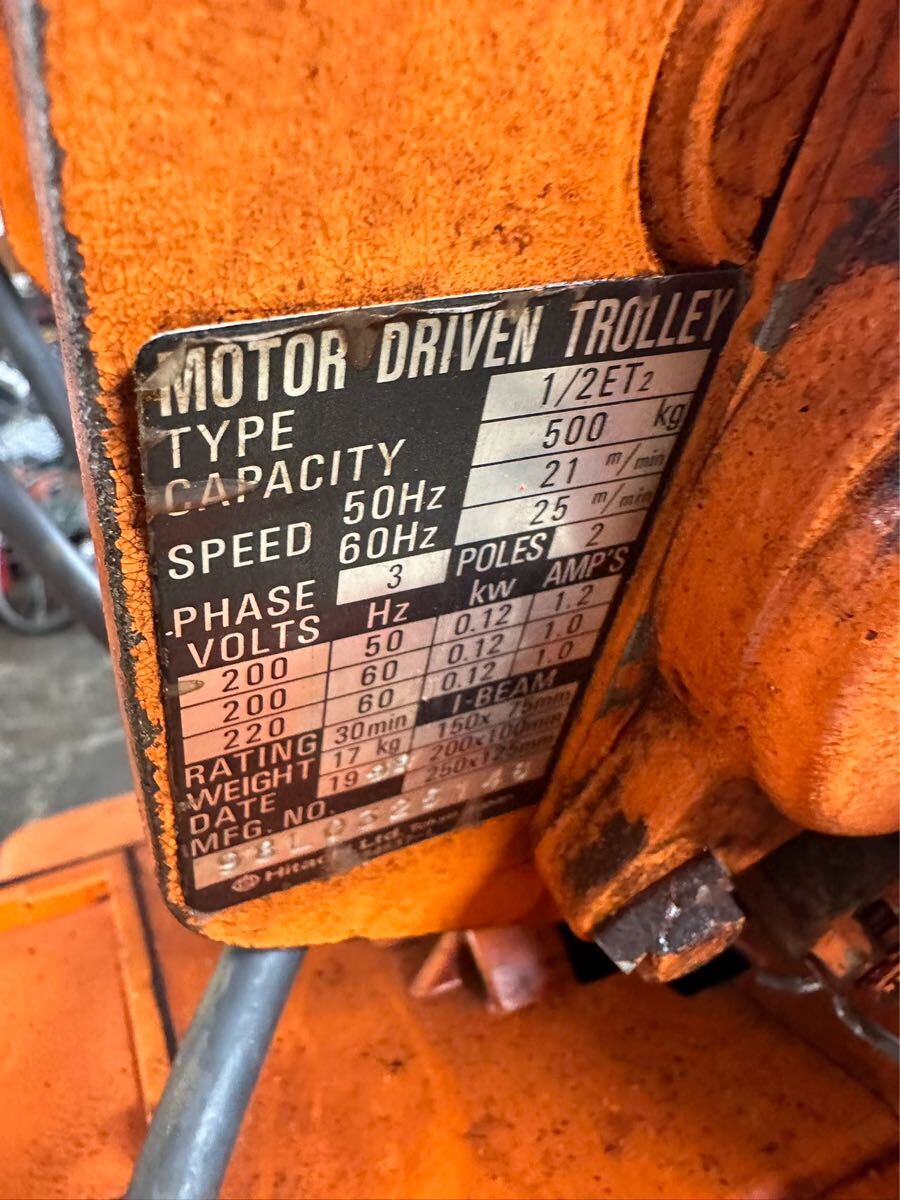 MOTOR DRIVEN TROLLEY
TYPE 1/2ET2
CAPACITY 500 kg
SPEED 50Hz 21 m/min
60Hz 25 m/min
PHASE 3 POLES 2
VOLTS Hz kw AMP'S
200 50 0.12 1.2
200 60 0.12 1.0
220 60 0.12 1.0
RATING 30min I-BEAM
WEIGHT 17 kg 150x 75mm
DATE 19 200x100mm
MFG. NO. 250x125mm
Hitachi, Ltd.